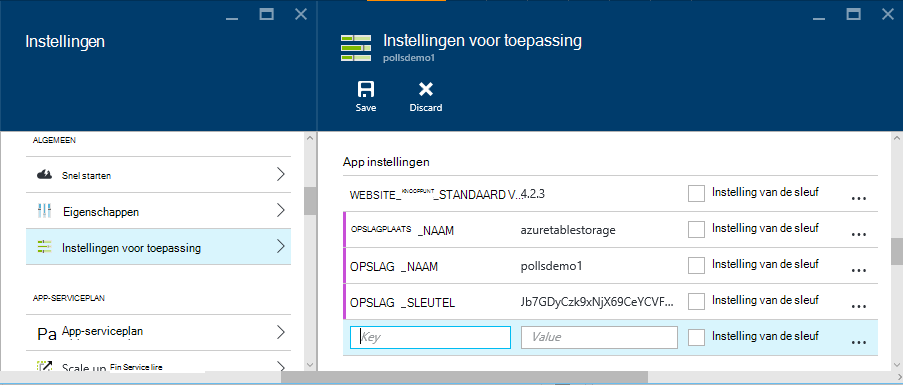 Instellingen
ALGEMEEN
Snel starten
Eigenschappen
Instellingen voor toepassing
APP-SERVICEPLAN
Pa App-serviceplan
Scale up Fin Service lire
Instellingen voor toepassing
pollsdemo1
Save Discard
App instellingen
WEBSITE_KNOOPPUNT_STANDAARD V... 4.2.3 Instelling van de sleuf ...
OPSLAGPLAATS _NAAM azuretablestorage Instelling van de sleuf ...
OPSLAG _NAAM pollsdemo1 Instelling van de sleuf ...
OPSLAG _SLEUTEL Jb7GDyCzk9xNjX69CeYCVF... Instelling van de sleuf ...
Key Value Instelling van de sleuf ...